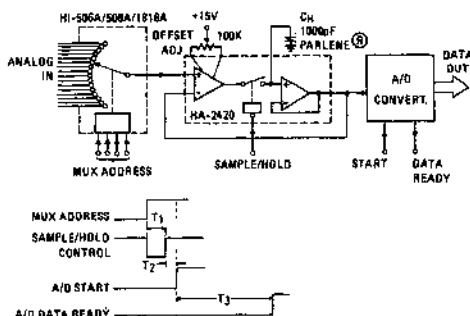 HI-506A/508A/1818A
+15V
OFFSET
ADJ
100K
CH
1000pF
PARLENE ®
ANALOG
IN
HA-2420
A/D
CONVERT.
DATA
OUT
MUX ADDRESS
SAMPLE/HOLD
START
DATA
READY
MUX ADDRESS
T1
SAMPLE/HOLD
CONTROL
T2
A/D START
T3
A/D DATA READY